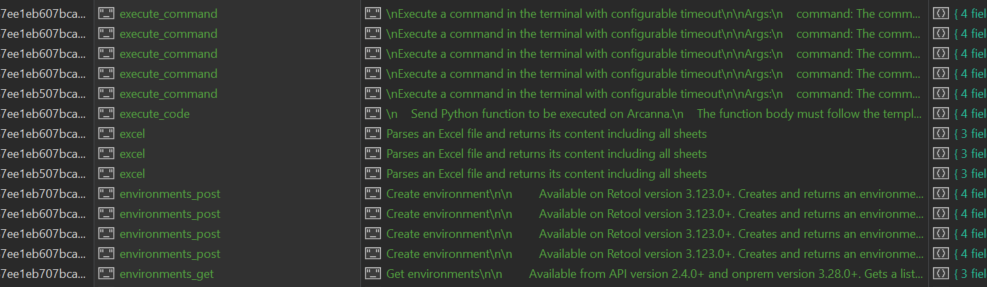 7ee1eb607bca... "_" execute_command "_" \nExecute a command in the terminal with configurable timeout\n\nArgs:\n command: The comm... {} { 4 fiel
7ee1eb607bca... "_" execute_command "_" \nExecute a command in the terminal with configurable timeout\n\nArgs:\n command: The comm... {} { 4 fiel
7ee1eb607bca... "_" execute_command "_" \nExecute a command in the terminal with configurable timeout\n\nArgs:\n command: The comm... {} { 4 fiel
7ee1eb607bca... "_" execute_command "_" \nExecute a command in the terminal with configurable timeout\n\nArgs:\n command: The comm... {} { 4 fiel
7ee1eb507bca... "_" execute_command "_" \nExecute a command in the terminal with configurable timeout\n\nArgs:\n command: The comm... {} { 4 fiel
7ee1eb607bca... "_" execute_code "_" \n Send Python function to be executed on Arcanna.\n The function body must follow the templ... {} { 4 fiel
7ee1eb607bca... "_" excel "_" Parses an Excel file and returns its content including all sheets {} { 3 fiel
7ee1eb607bca... "_" excel "_" Parses an Excel file and returns its content including all sheets {} { 3 fiel
7ee1eb507bca... "_" excel "_" Parses an Excel file and returns its content including all sheets {} { 3 fiel
7ee1eb707bca... "_" environments_post "_" Create environment\n\n Available on Retool version 3.123.0+. Creates and returns an environme... {} { 4 fiel
7ee1eb607bca... "_" environments_post "_" Create environment\n\n Available on Retool version 3.123.0+. Creates and returns an environme... {} { 4 fiel
7ee1eb607bca... "_" environments_post "_" Create environment\n\n Available on Retool version 3.123.0+. Creates and returns an environme... {} { 4 fiel
7ee1eb607bca... "_" environments_post "_" Create environment\n\n Available on Retool version 3.123.0+. Creates and returns an environme... {} { 4 fiel
7ee1eb707bca... "_" environments_get "_" Get environments\n\n Available from API version 2.4.0+ and onprem version 3.28.0+. Gets a list... {} { 3 fiel